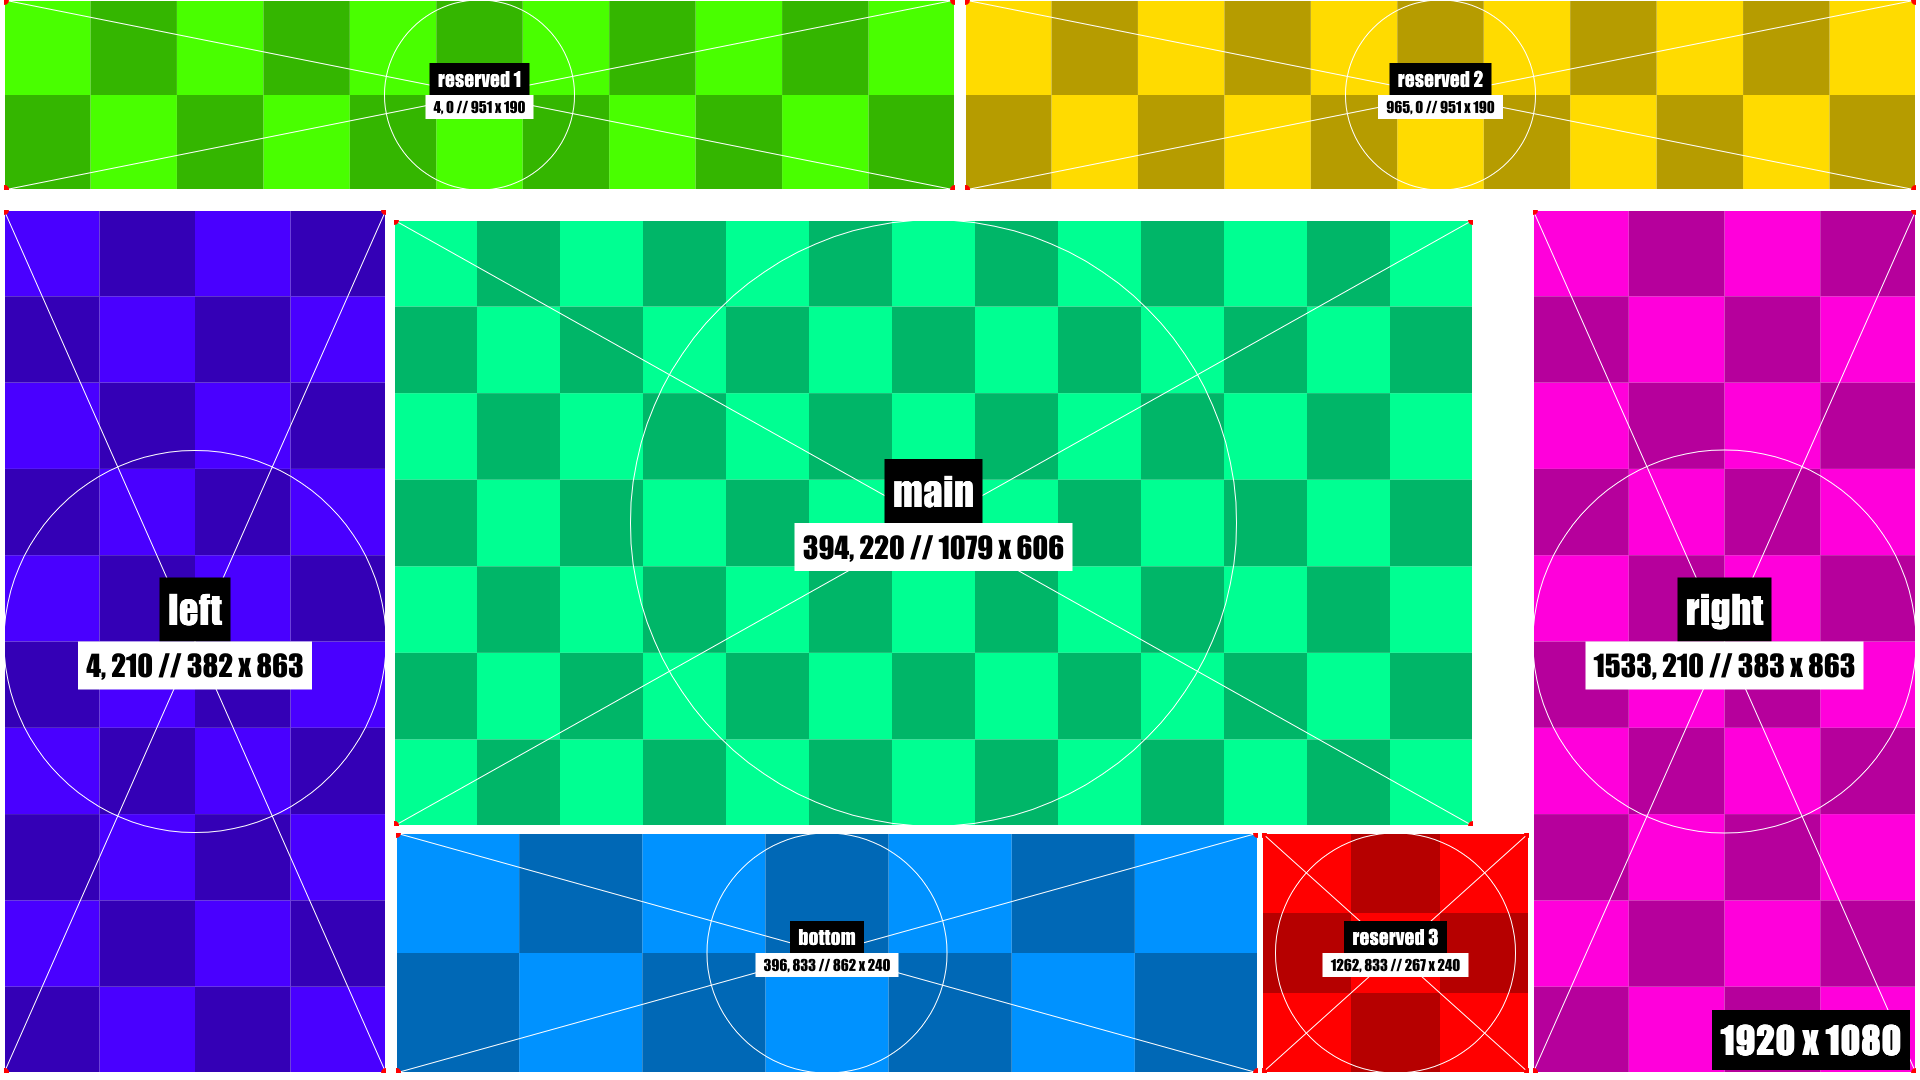 reserved 1
4, 0 // 951 x 190
reserved 2
965, 0 // 951 x 190
main
394, 220 // 1079 x 606
left
4, 210 // 382 x 863
right
1533, 210 // 383 x 863
bottom
396, 833 // 862 x 240
reserved 3
1262, 833 // 267 x 240
1920 x 1080